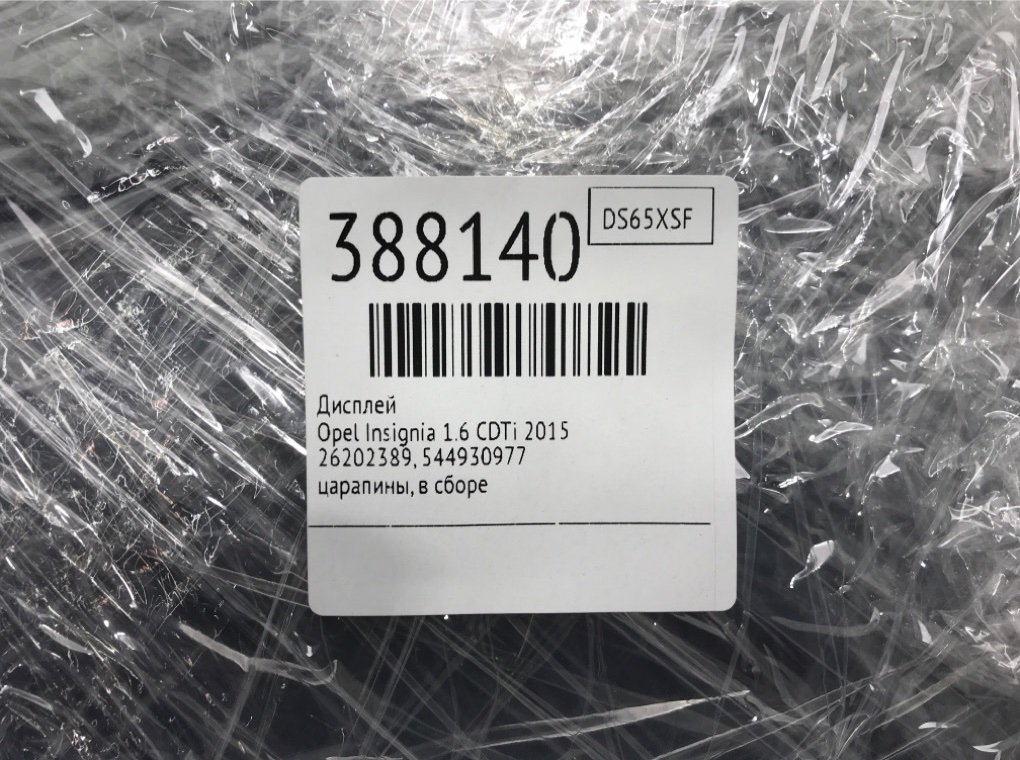 388140
DS65XSF
Дисплей
Opel Insignia 1.6 CDTi 2015
26202389, 544930977
царапины, в сборе